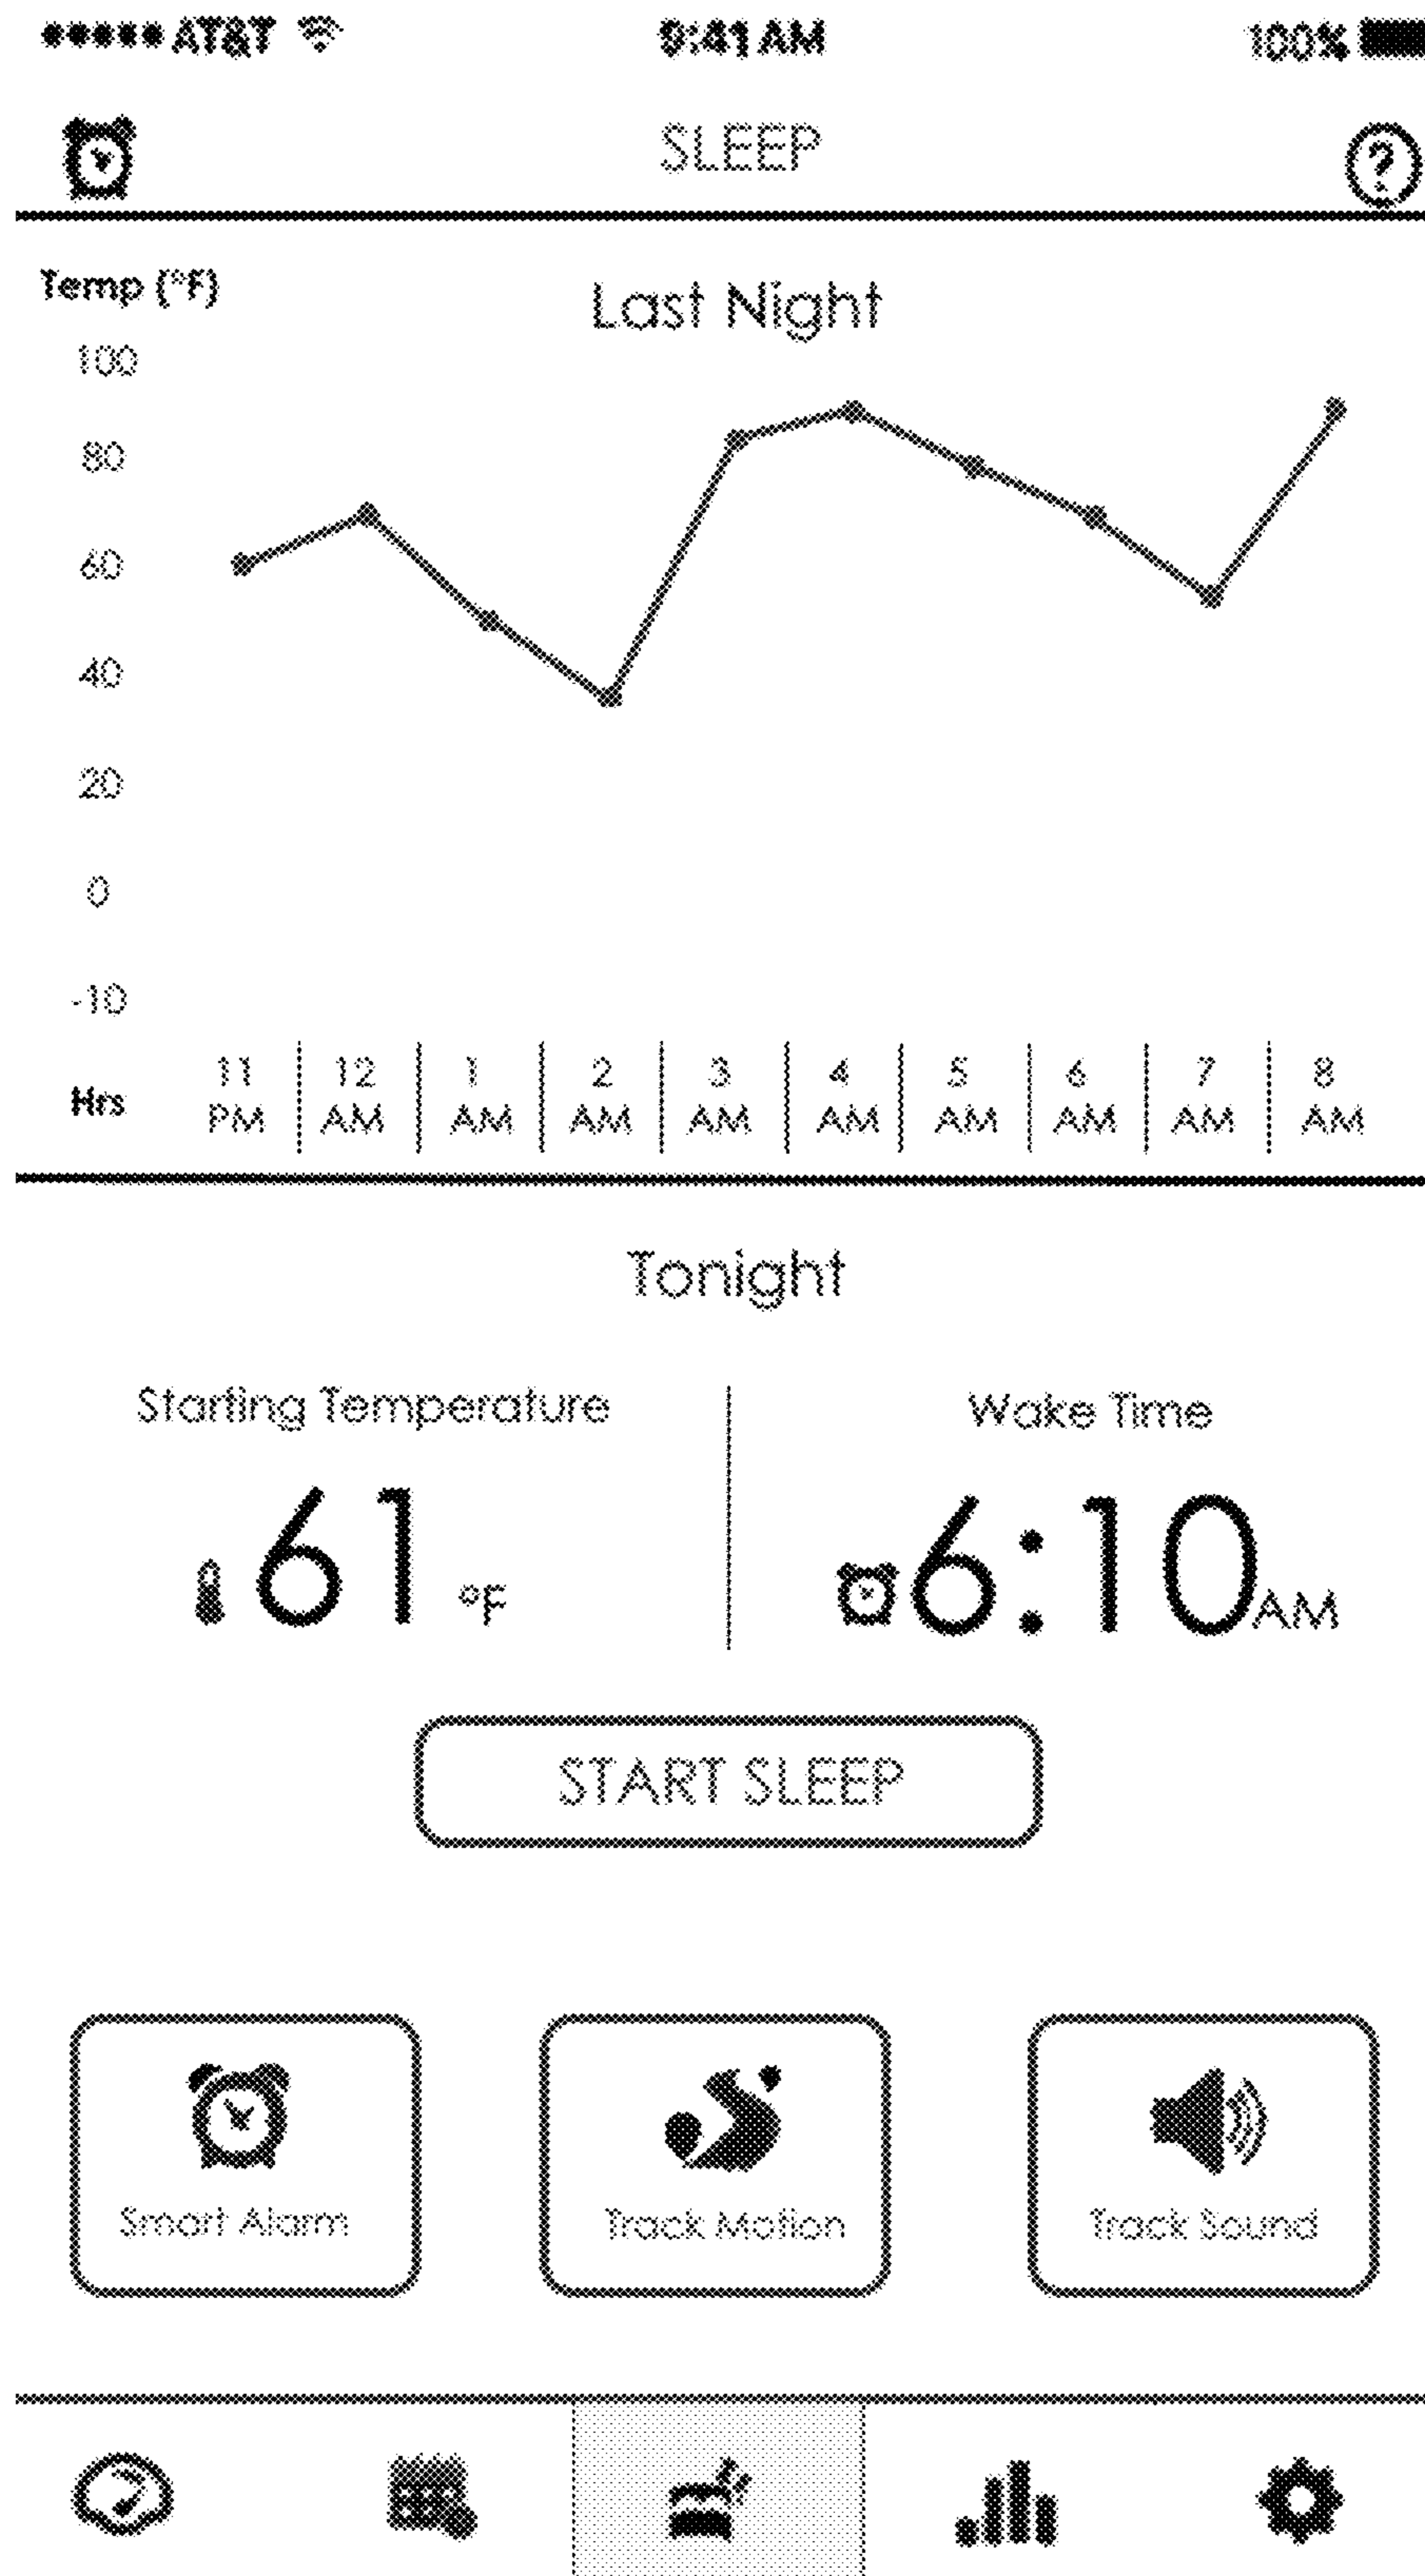 AT&T 9:41 AM 100%
SLEEP
?
Temp (°F)
Last Night
100
80
60
40
20
0
-10
Hrs
11 PM
12 AM
1 AM
2 AM
3 AM
4 AM
5 AM
6 AM
7 AM
8 AM
Tonight
Starting Temperature
61 °F
Wake Time
6:10 AM
START SLEEP
Smart Alarm
Track Motion
Track Sound